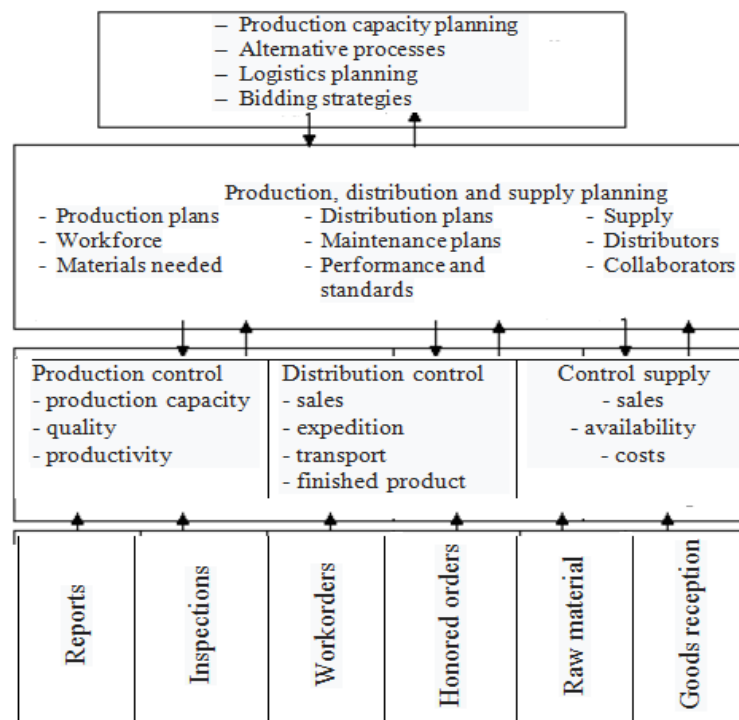 – Production capacity planning
– Alternative processes
– Logistics planning
– Bidding strategies
Production, distribution and supply planning
- Production plans
- Workforce
- Materials needed
- Distribution plans
- Maintenance plans
- Performance and
standards
- Supply
- Distributors
- Collaborators
Production control
- production capacity
- quality
- productivity
Distribution control
- sales
- expedition
- transport
- finished product
Control supply
- sales
- availability
- costs
Reports
Inspections
Workorders
Honored orders
Raw material
Goods reception